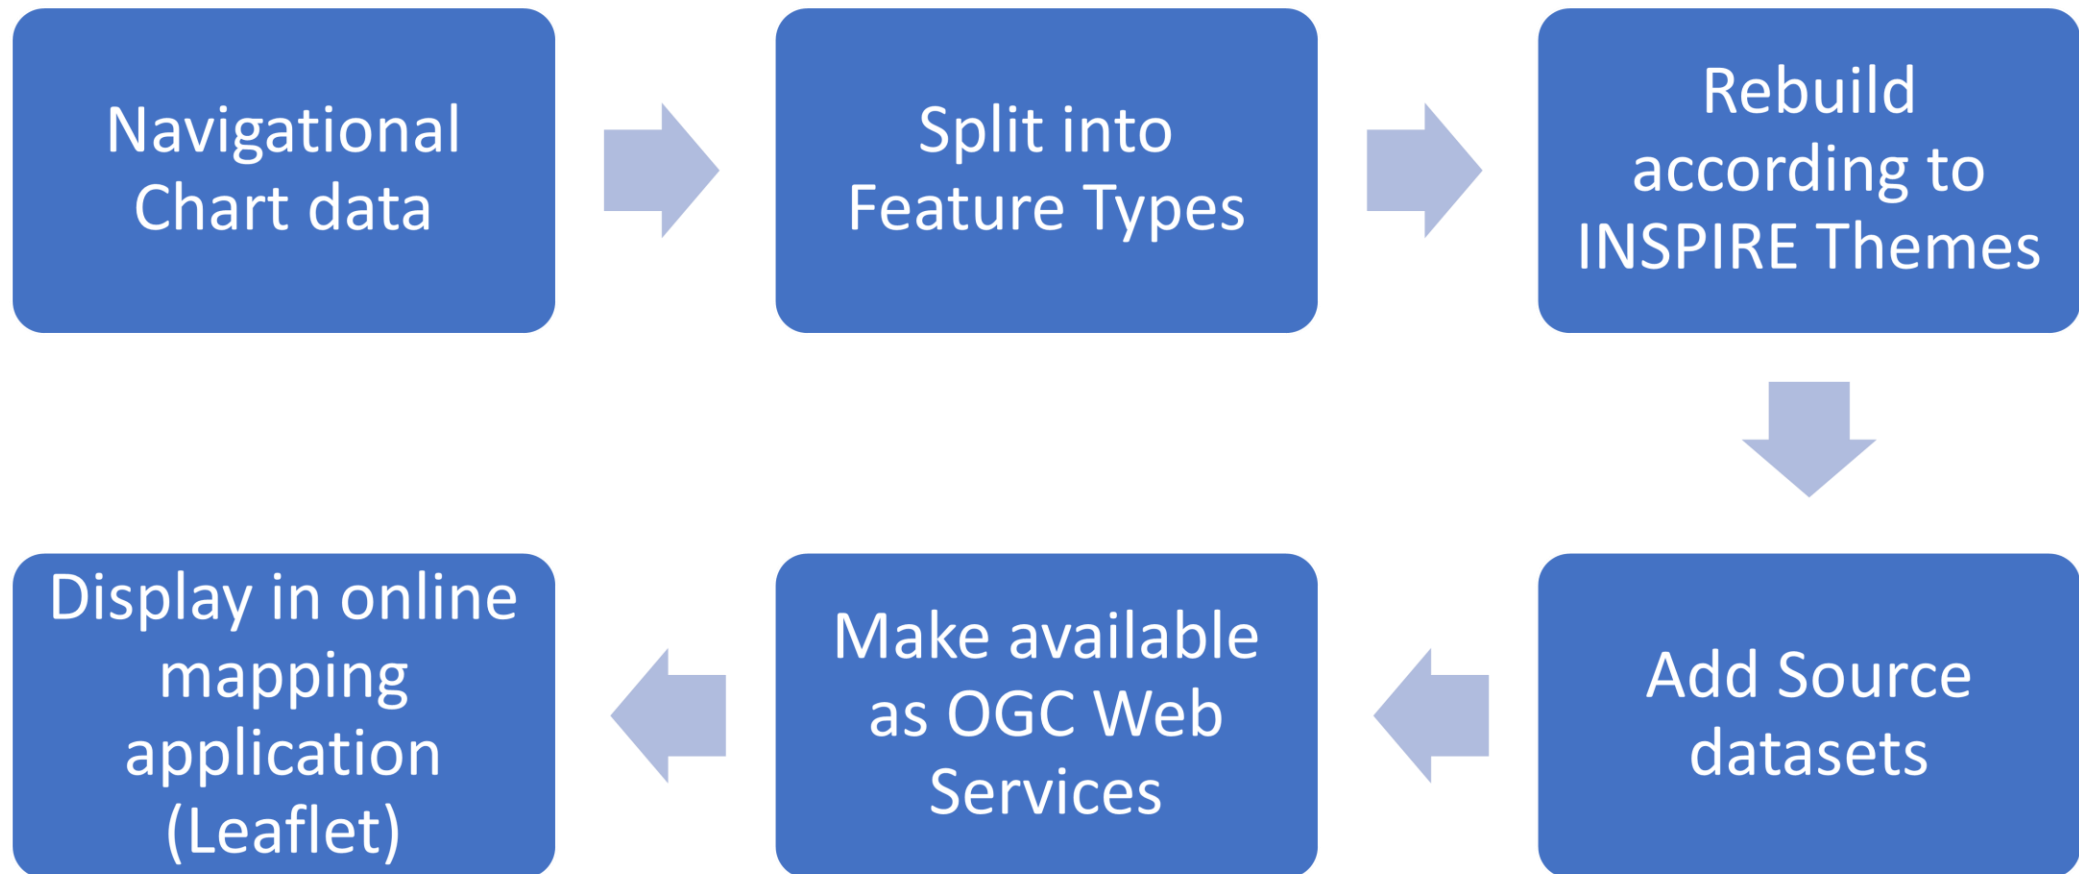 Navigational
Chart data
Split into
Feature Types
Rebuild
according to
INSPIRE Themes
Add Source
datasets
Make available
as OGC Web
Services
Display in online
mapping
application
(Leaflet)